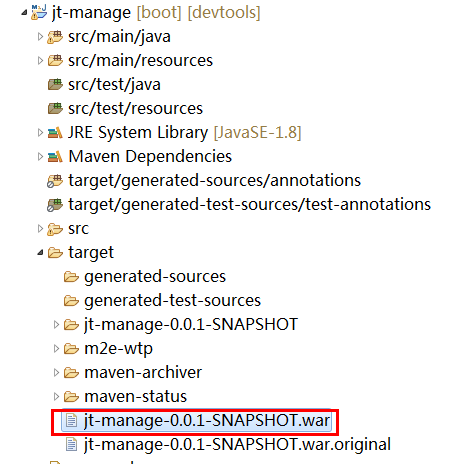 jt-manage [boot] [devtools]
src/main/java
src/main/resources
src/test/java
src/test/resources
JRE System Library [JavaSE-1.8]
Maven Dependencies
target/generated-sources/annotations
target/generated-test-sources/test-annotations
src
target
generated-sources
generated-test-sources
jt-manage-0.0.1-SNAPSHOT
m2e-wtp
maven-archiver
maven-status
jt-manage-0.0.1-SNAPSHOT.war
jt-manage-0.0.1-SNAPSHOT.war.original